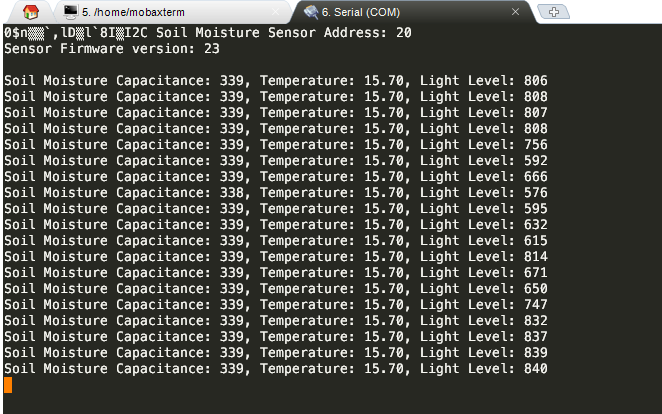 5. /home/mobaxterm
6. Serial (COM)
I2C Soil Moisture Sensor Address: 20
Sensor Firmware version: 23
Soil Moisture Capacitance: 339, Temperature: 15.70, Light Level: 806
Soil Moisture Capacitance: 339, Temperature: 15.70, Light Level: 808
Soil Moisture Capacitance: 339, Temperature: 15.70, Light Level: 807
Soil Moisture Capacitance: 339, Temperature: 15.70, Light Level: 808
Soil Moisture Capacitance: 339, Temperature: 15.70, Light Level: 756
Soil Moisture Capacitance: 339, Temperature: 15.70, Light Level: 592
Soil Moisture Capacitance: 339, Temperature: 15.70, Light Level: 666
Soil Moisture Capacitance: 338, Temperature: 15.70, Light Level: 576
Soil Moisture Capacitance: 339, Temperature: 15.70, Light Level: 595
Soil Moisture Capacitance: 339, Temperature: 15.70, Light Level: 632
Soil Moisture Capacitance: 339, Temperature: 15.70, Light Level: 615
Soil Moisture Capacitance: 339, Temperature: 15.70, Light Level: 814
Soil Moisture Capacitance: 339, Temperature: 15.70, Light Level: 671
Soil Moisture Capacitance: 339, Temperature: 15.70, Light Level: 650
Soil Moisture Capacitance: 339, Temperature: 15.70, Light Level: 747
Soil Moisture Capacitance: 339, Temperature: 15.70, Light Level: 832
Soil Moisture Capacitance: 339, Temperature: 15.70, Light Level: 837
Soil Moisture Capacitance: 339, Temperature: 15.70, Light Level: 839
Soil Moisture Capacitance: 339, Temperature: 15.70, Light Level: 840